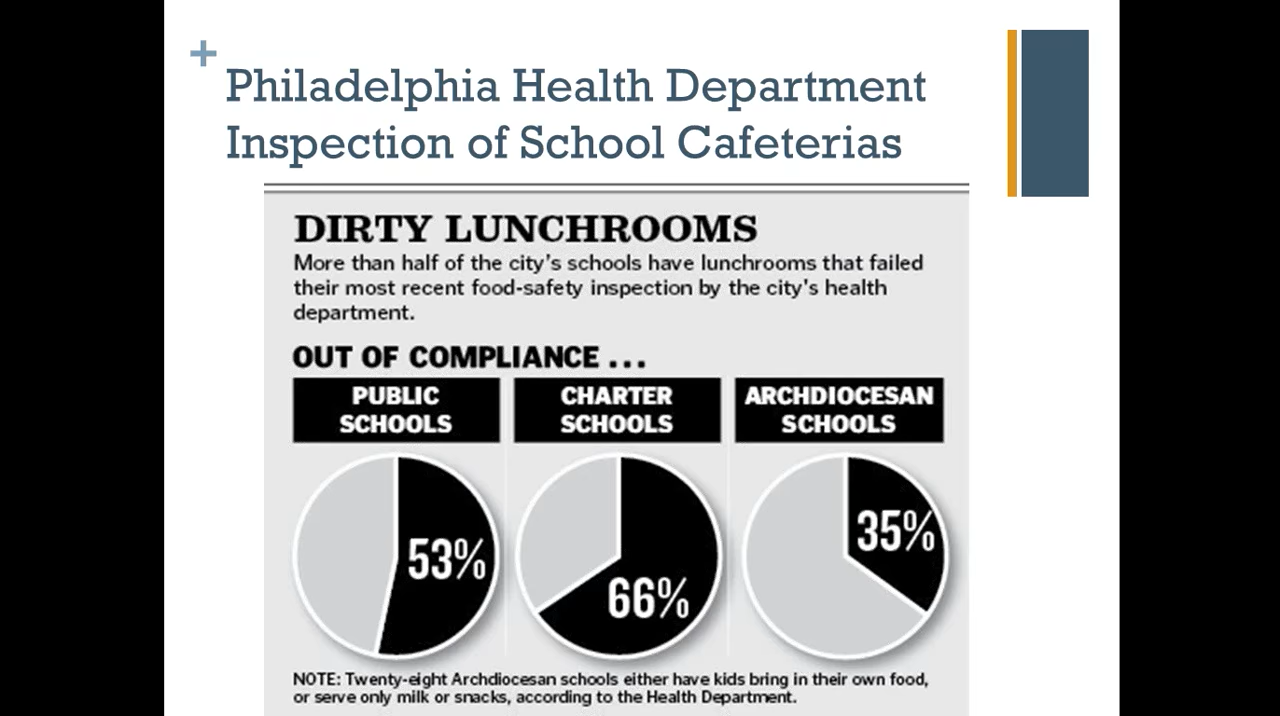 +
Philadelphia Health Department
Inspection of School Cafeterias
DIRTY LUNCHROOMS
More than half of the city's schools have lunchrooms that failed
their most recent food-safety inspection by the city's health
department.
OUT OF COMPLIANCE ...
PUBLIC
SCHOOLS
CHARTER
SCHOOLS
ARCHDIOCESAN
SCHOOLS
53%
66%
35%
NOTE: Twenty-eight Archdiocesan schools either have kids bring in their own food,
or serve only milk or snacks, according to the Health Department.